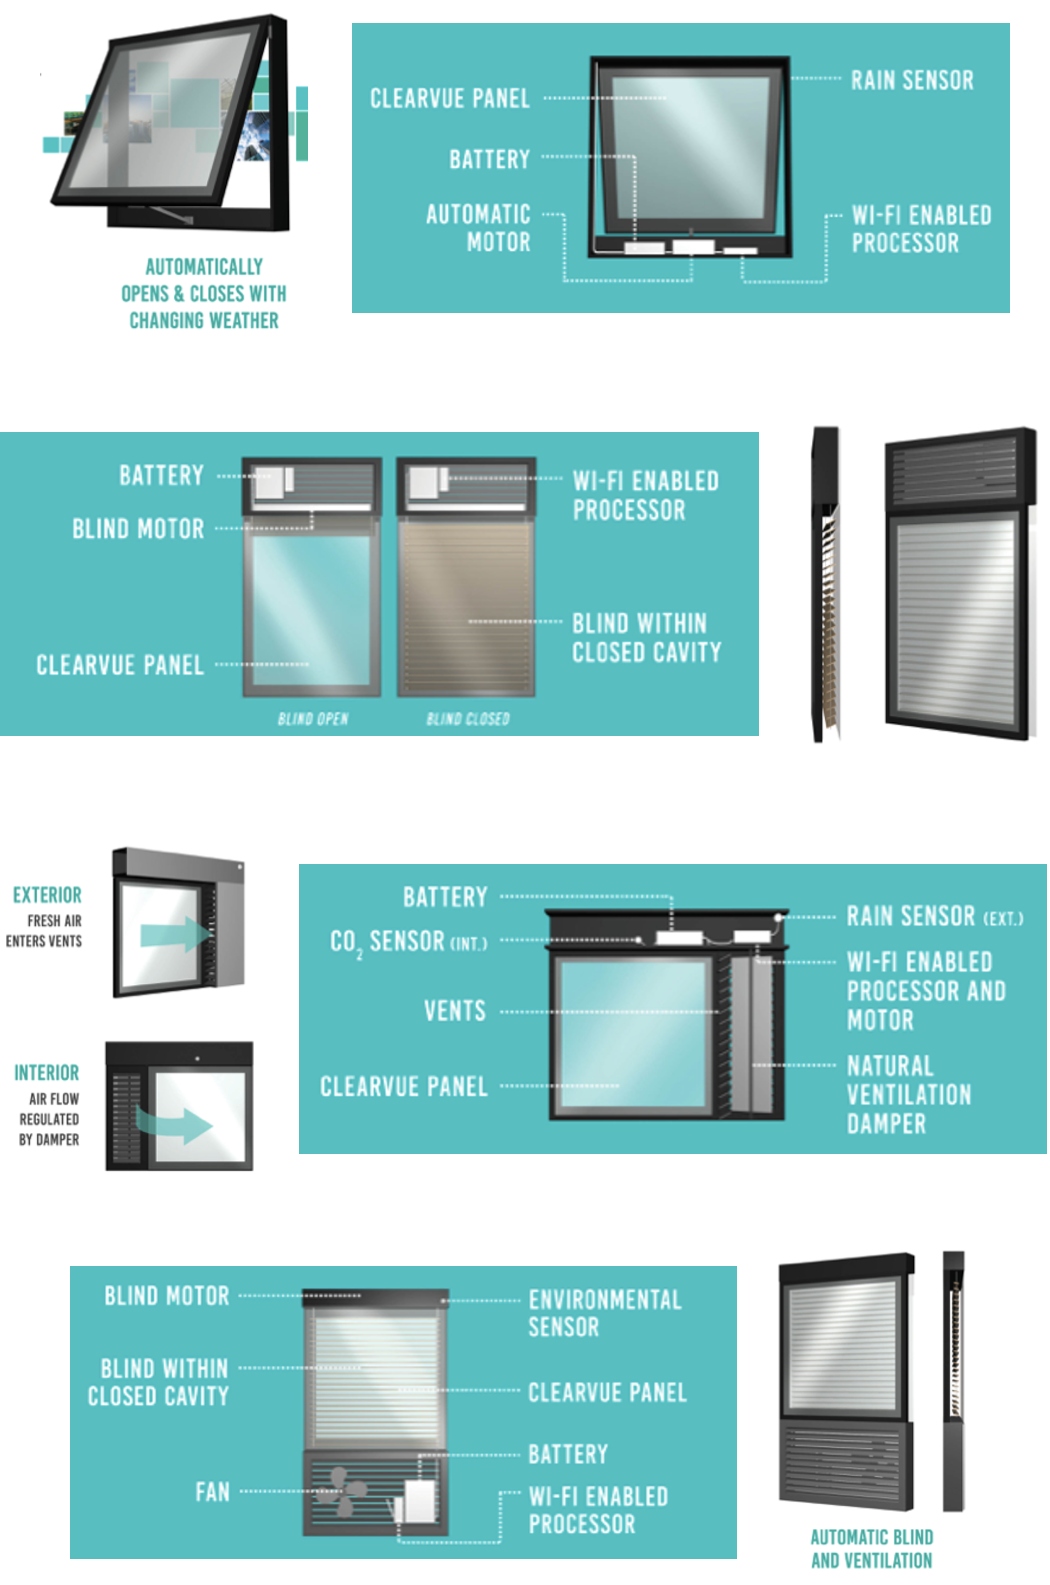 AUTOMATICALLY
OPENS & CLOSES WITH
CHANGING WEATHER
CLEARVUE PANEL
BATTERY
AUTOMATIC
MOTOR
RAIN SENSOR
WI-FI ENABLED
PROCESSOR
BATTERY
BLIND MOTOR
CLEARVUE PANEL
WI-FI ENABLED
PROCESSOR
BLIND WITHIN
CLOSED CAVITY
BLIND OPEN
BLIND CLOSED
EXTERIOR
FRESH AIR
ENTERS VENTS
INTERIOR
AIR FLOW
REGULATED
BY DAMPER
BATTERY
CO₂ SENSOR (INT.)
VENTS
CLEARVUE PANEL
RAIN SENSOR (EXT.)
WI-FI ENABLED
PROCESSOR AND
MOTOR
NATURAL
VENTILATION
DAMPER
BLIND MOTOR
BLIND WITHIN
CLOSED CAVITY
FAN
ENVIRONMENTAL
SENSOR
CLEARVUE PANEL
BATTERY
WI-FI ENABLED
PROCESSOR
AUTOMATIC BLIND
AND VENTILATION